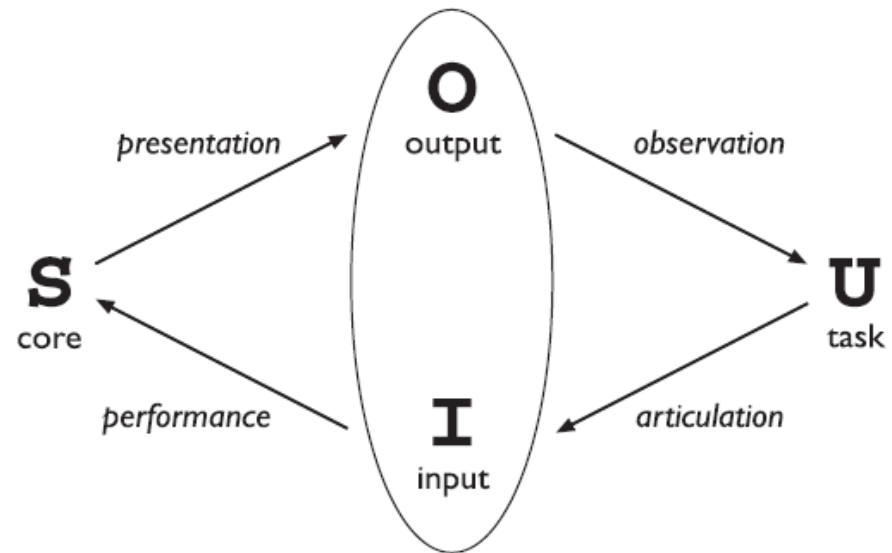 O
output
presentation
observation
S
core
U
task
performance
articulation
I
input